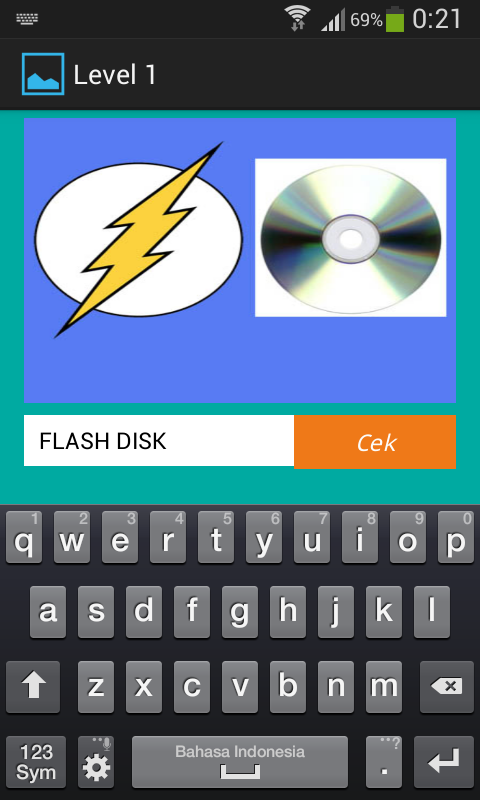 69% 0:21
Level 1
FLASH DISK
Cek
1 2 3 4 5 6 7 8 9 0
q w e r t y u i o p
a s d f g h j k l
z x c v b n m
123
Sym
Bahasa Indonesia
?
.